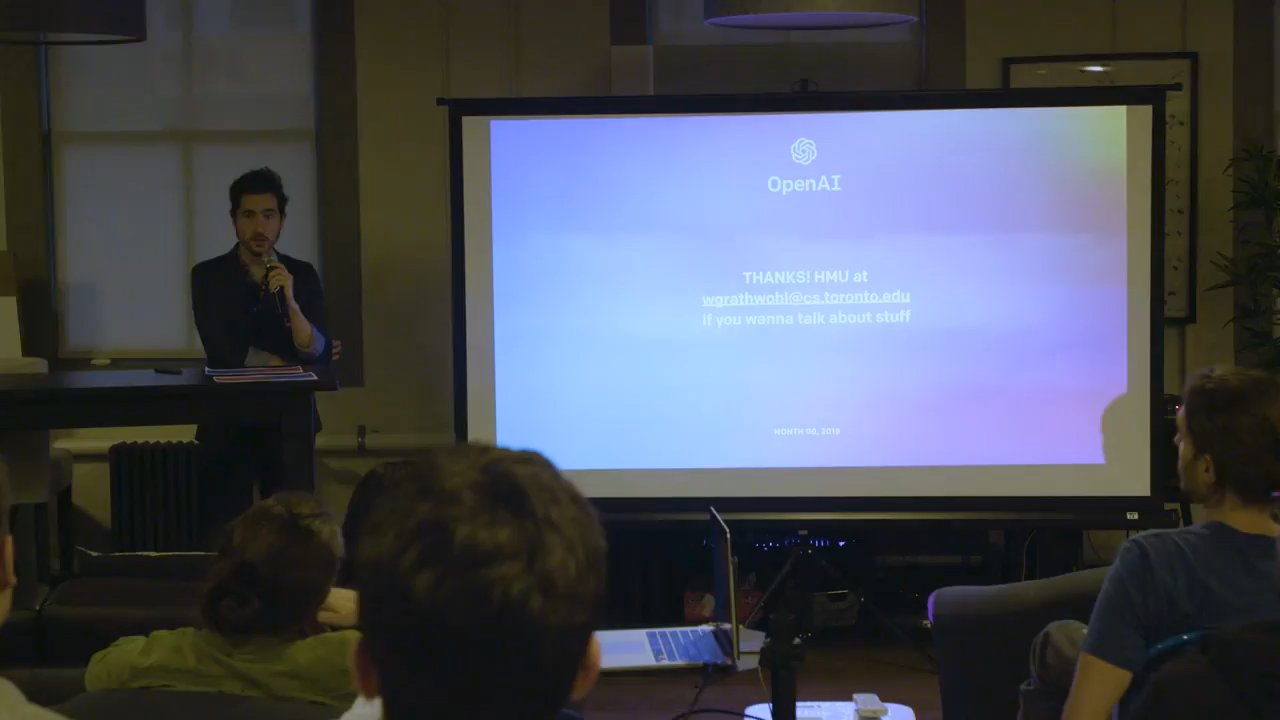 OpenAI
THANKS! HMU at
wgrathwohl@cs.toronto.edu
if you wanna talk about stuff
MONTH 00, 2018